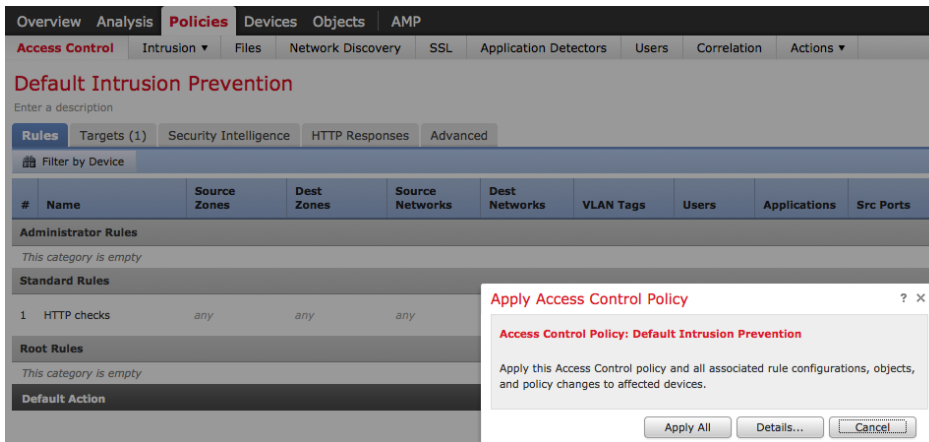 Overview Analysis Policies Devices Objects AMP
Access Control Intrusion ▼ Files Network Discovery SSL Application Detectors Users Correlation Actions ▼
Default Intrusion Prevention
Enter a description
Rules Targets (1) Security Intelligence HTTP Responses Advanced
Filter by Device
# Name Source Zones Dest Zones Source Networks Dest Networks VLAN Tags Users Applications Src Ports
Administrator Rules
This category is empty
Standard Rules
1 HTTP checks any any any
Root Rules
This category is empty
Default Action
Apply Access Control Policy ? ×
Access Control Policy: Default Intrusion Prevention
Apply this Access Control policy and all associated rule configurations, objects,
and policy changes to affected devices.
Apply All Details... Cancel